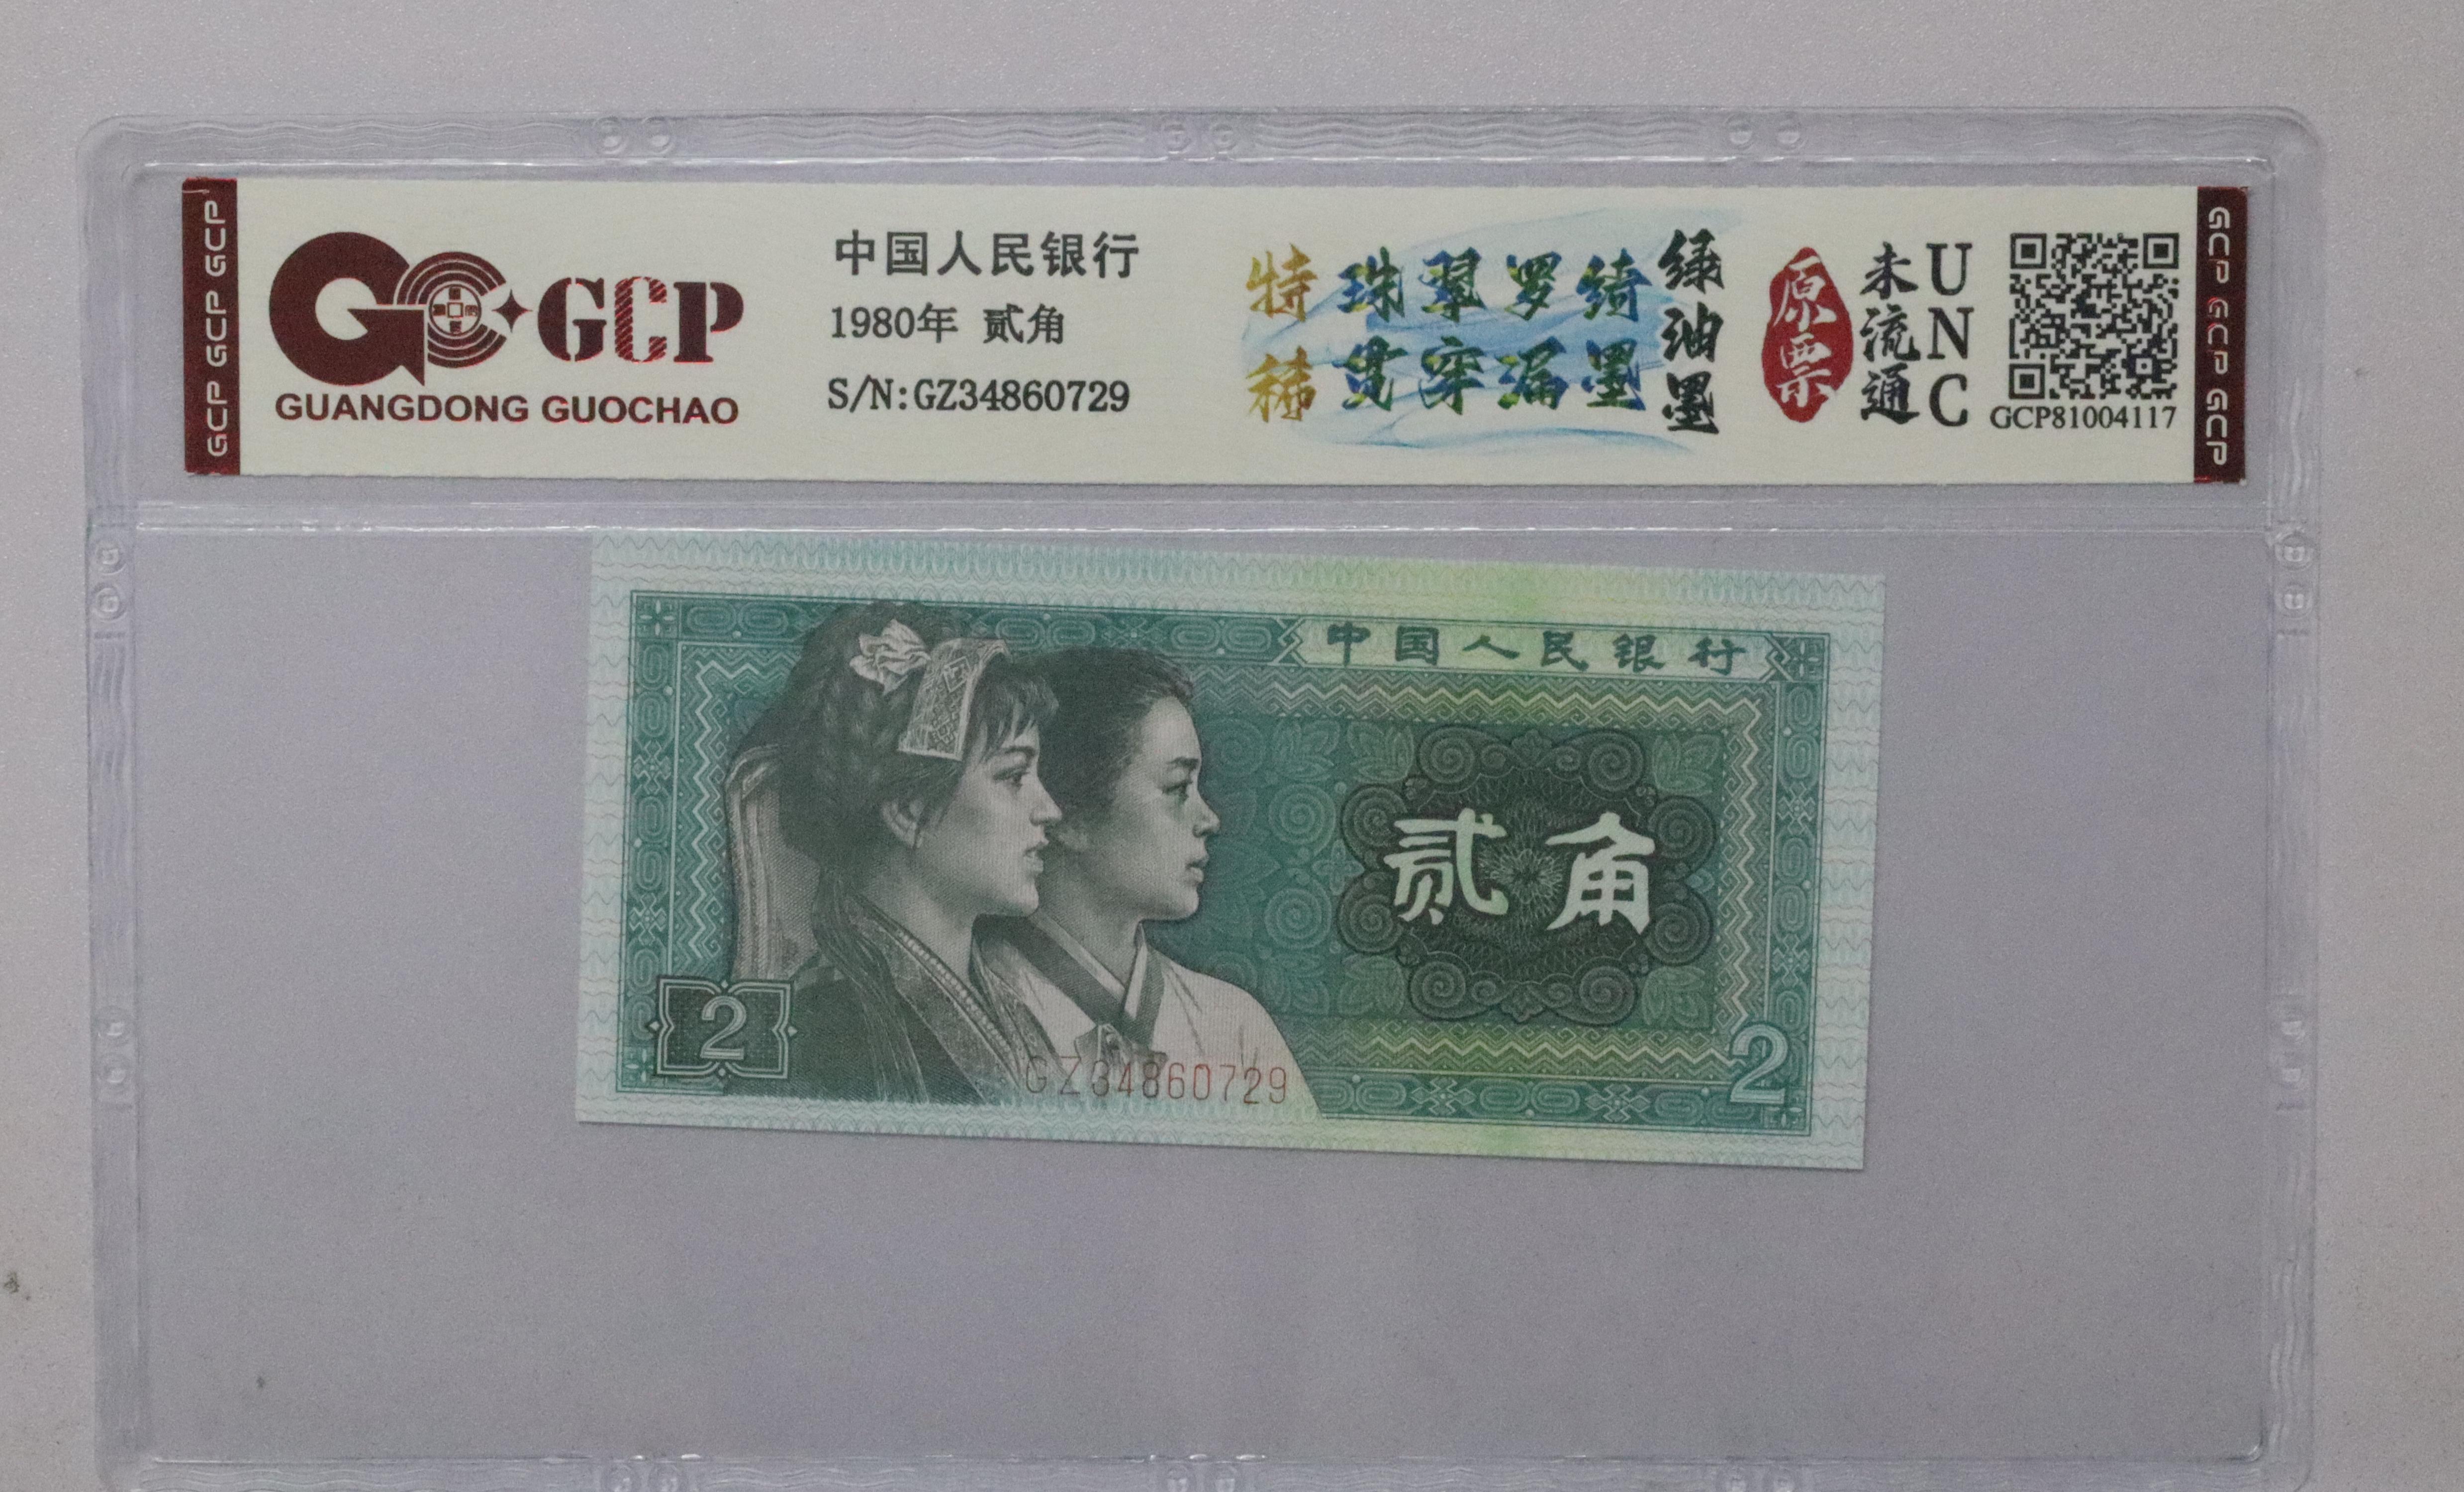 GCP GCP GCP
GCP
GUANGDONG GUOCHAO
中国人民银行
1980年 贰角
S/N:GZ34860729
特稀
珠翠罗绮
贯穿漏墨
绿油墨
原票
未流通
UNC
GCP81004117
GCP GCP GCP
中国人民银行
贰角
2
2
GZ34860729